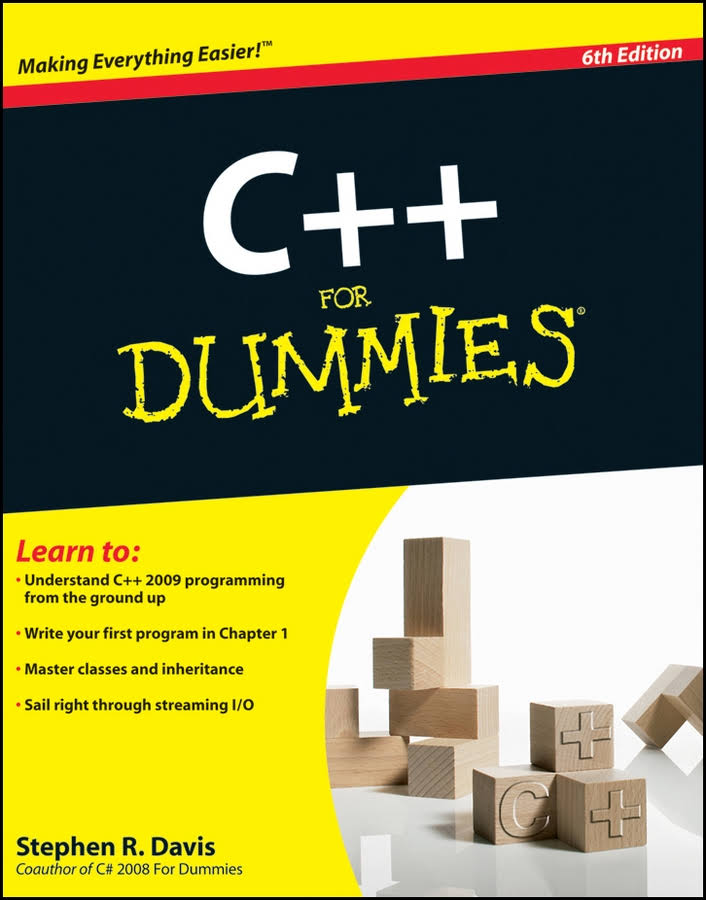 Making Everything Easier!™
6th Edition
C++
FOR
DUMMIES®
Learn to:
• Understand C++ 2009 programming
from the ground up
• Write your first program in Chapter 1
• Master classes and inheritance
• Sail right through streaming I/O
+
C +
Stephen R. Davis
Coauthor of C# 2008 For Dummies